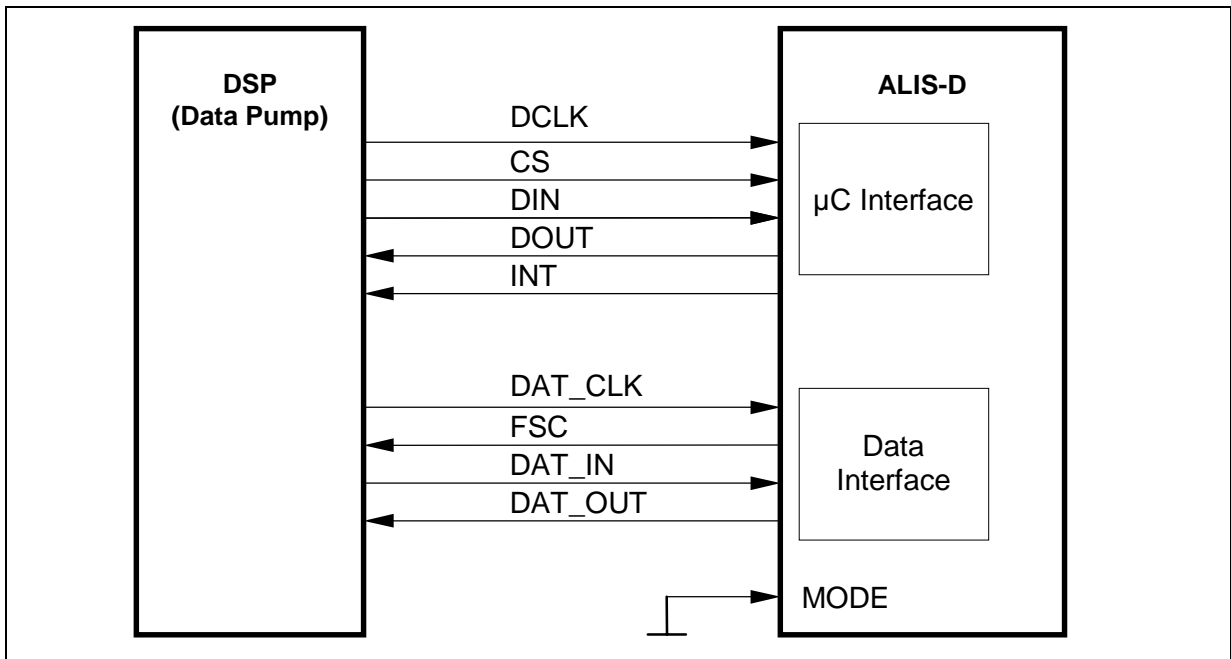 DSP
(Data Pump)
ALIS-D
DCLK
CS
DIN
DOUT
INT
µC Interface
DAT_CLK
FSC
DAT_IN
DAT_OUT
Data
Interface
MODE